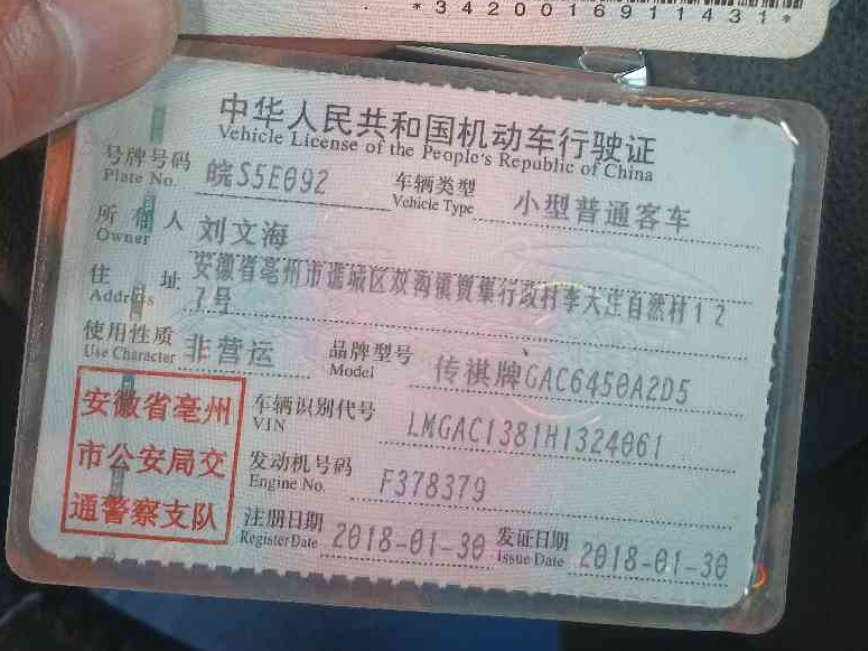 *3420016911431*
中华人民共和国机动车行驶证
Vehicle License of the People's Republic of China
号牌号码 皖S5E092 车辆类型 小型普通客车
Plate No. Vehicle Type
所有人 刘文海
Owner
住址 安徽省亳州市谯城区双沟镇贺集行政村李大庄自然村12
Address 7号
使用性质 非营运 品牌型号 传祺牌GAC6450A2D5
Use Character Model
安徽省亳州 车辆识别代号 LMGAC1381H1324061
VIN
市公安局交 发动机号码 F378379
Engine No.
通警察支队 注册日期 2018-01-30 发证日期 2018-01-30
Register Date Issue Date